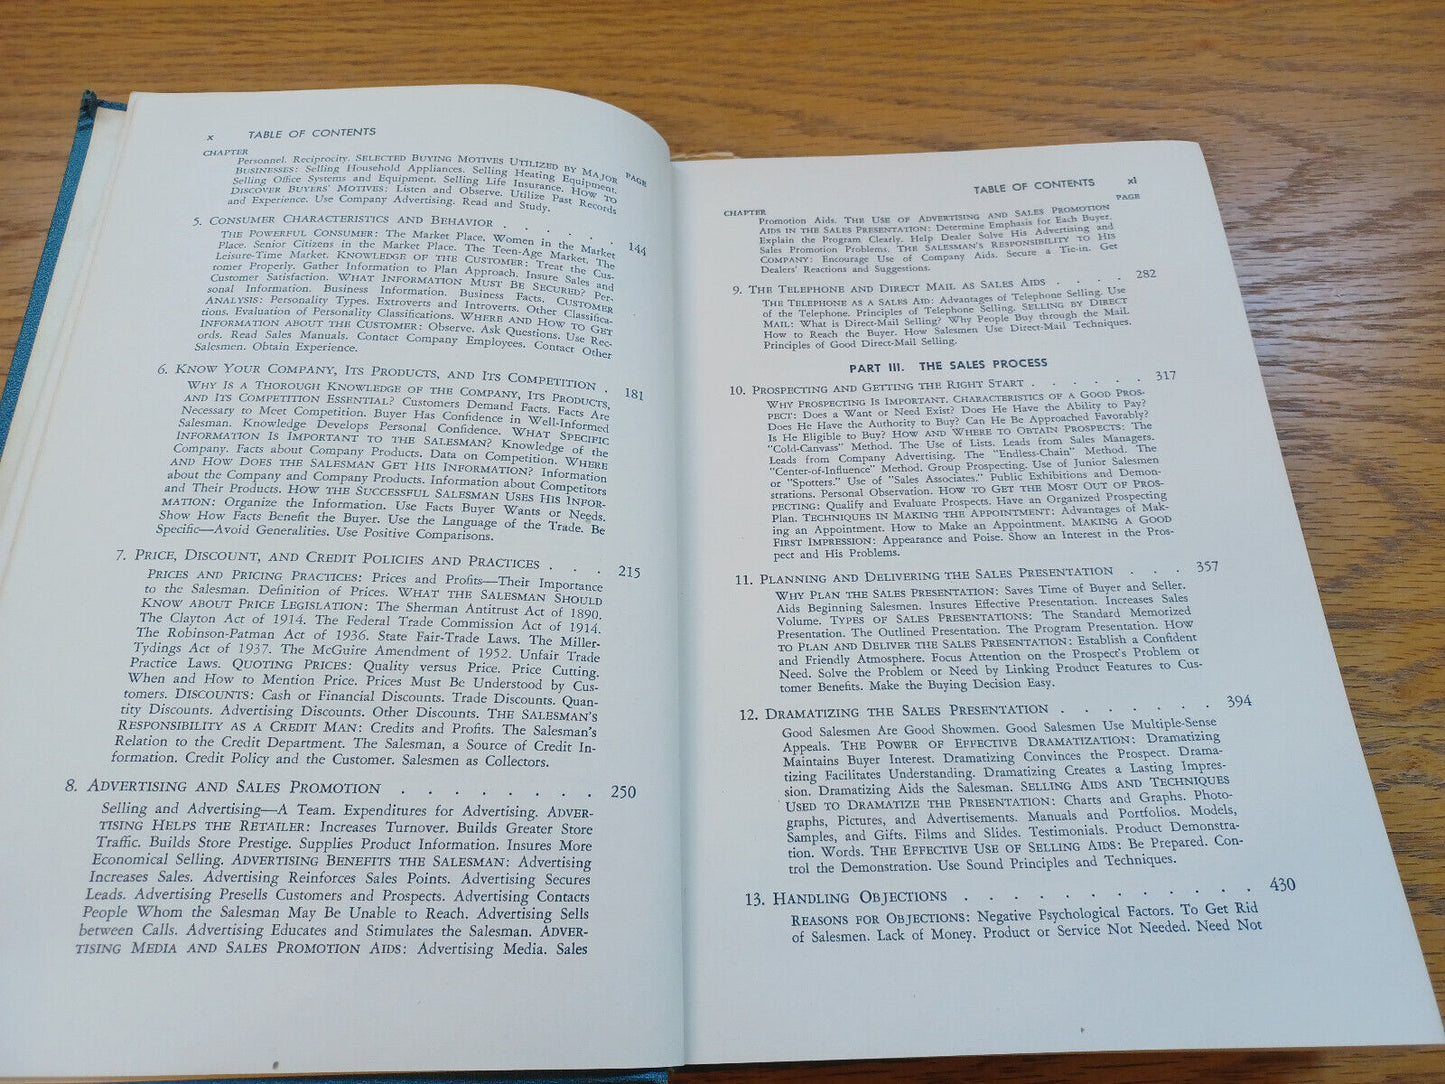 x TABLE OF CONTENTS
CHAPTER PAGE
Personnel. Reciprocity. SELECTED BUYING MOTIVES UTILIZED BY MAJOR
BUSINESSES: Selling Household Appliances. Selling Heating Equipment.
Selling Office Systems and Equipment. Selling Life Insurance. HOW TO
DISCOVER BUYERS' MOTIVES: Listen and Observe. Utilize Past Records
and Experience. Use Company Advertising. Read and Study.
5. CONSUMER CHARACTERISTICS AND BEHAVIOR . . . . . . 144
THE POWERFUL CONSUMER: The Market Place. Women in the Market
Place. Senior Citizens in the Market Place. The Teen-Age Market. The
Leisure-Time Market. KNOWLEDGE OF THE CUSTOMER: Treat the Cus-
tomer Properly. Gather Information to Plan Approach. Insure Sales and
Customer Satisfaction. WHAT INFORMATION MUST BE SECURED? Per-
sonal Information. Business Information. Business Facts. CUSTOMER
ANALYSIS: Personality Types. Extroverts and Introverts. Other Classifica-
tions. Evaluation of Personality Classifications. WHERE AND HOW TO GET
INFORMATION ABOUT THE CUSTOMER: Observe. Ask Questions. Use Rec-
ords. Read Sales Manuals. Contact Company Employees. Contact Other
Salesmen. Obtain Experience.
6. KNOW YOUR COMPANY, ITS PRODUCTS, AND ITS COMPETITION . 181
WHY IS A THOROUGH KNOWLEDGE OF THE COMPANY, ITS PRODUCTS,
AND ITS COMPETITION ESSENTIAL? Customers Demand Facts. Facts Are
Necessary to Meet Competition. Buyer Has Confidence in Well-Informed
Salesman. Knowledge Develops Personal Confidence. WHAT SPECIFIC
INFORMATION IS IMPORTANT TO THE SALESMAN? Knowledge of the
Company. Facts about Company Products. Data on Competition. WHERE
AND HOW DOES THE SALESMAN GET HIS INFORMATION? Information
about the Company and Company Products. Information about Competitors
and Their Products. HOW THE SUCCESSFUL SALESMAN USES HIS INFOR-
MATION: Organize the Information. Use Facts Buyer Wants or Needs.
Show How Facts Benefit the Buyer. Use the Language of the Trade. Be
Specific—Avoid Generalities. Use Positive Comparisons.
7. PRICE, DISCOUNT, AND CREDIT POLICIES AND PRACTICES . . . 215
PRICES AND PRICING PRACTICES: Prices and Profits—Their Importance
to the Salesman. Definition of Prices. WHAT THE SALESMAN SHOULD
KNOW ABOUT PRICE LEGISLATION: The Sherman Antitrust Act of 1890.
The Clayton Act of 1914. The Federal Trade Commission Act of 1914.
The Robinson-Patman Act of 1936. State Fair-Trade Laws. The Miller-
Tydings Act of 1937. The McGuire Amendment of 1952. Unfair Trade
Practice Laws. QUOTING PRICES: Quality versus Price. Price Cutting.
When and How to Mention Price. Prices Must Be Understood by Cus-
tomers. DISCOUNTS: Cash or Financial Discounts. Trade Discounts. Quan-
tity Discounts. Advertising Discounts. Other Discounts. THE SALESMAN'S
RESPONSIBILITY AS A CREDIT MAN: Credits and Profits. The Salesman's
Relation to the Credit Department. The Salesman, a Source of Credit In-
formation. Credit Policy and the Customer. Salesmen as Collectors.
8. ADVERTISING AND SALES PROMOTION . . . . . . . . 250
Selling and Advertising—A Team. Expenditures for Advertising. ADVER-
TISING HELPS THE RETAILER: Increases Turnover. Builds Greater Store
Traffic. Builds Store Prestige. Supplies Product Information. Insures More
Economical Selling. ADVERTISING BENEFITS THE SALESMAN: Advertising
Increases Sales. Advertising Reinforces Sales Points. Advertising Secures
Leads. Advertising Presells Customers and Prospects. Advertising Contacts
People Whom the Salesman May Be Unable to Reach. Advertising Sells
between Calls. Advertising Educates and Stimulates the Salesman. ADVER-
TISING MEDIA AND SALES PROMOTION AIDS: Advertising Media. Sales
TABLE OF CONTENTS xi
CHAPTER PAGE
Promotion Aids. THE USE OF ADVERTISING AND SALES PROMOTION
AIDS IN THE SALES PRESENTATION: Determine Emphasis for Each Buyer.
Explain the Program Clearly. Help Dealer Solve His Advertising and
Sales Promotion Problems. THE SALESMAN'S RESPONSIBILITY TO HIS
COMPANY: Encourage Use of Company Aids. Secure a Tie-in. Get
Dealers' Reactions and Suggestions.
9. THE TELEPHONE AND DIRECT MAIL AS SALES AIDS . . . . 282
THE TELEPHONE AS A SALES AID: Advantages of Telephone Selling. Use
of the Telephone. Principles of Telephone Selling. SELLING BY DIRECT
MAIL: What is Direct-Mail Selling? Why People Buy through the Mail.
How to Reach the Buyer. How Salesmen Use Direct-Mail Techniques.
Principles of Good Direct-Mail Selling.
PART III. THE SALES PROCESS
10. PROSPECTING AND GETTING THE RIGHT START . . . . . . 317
WHY PROSPECTING IS IMPORTANT. CHARACTERISTICS OF A GOOD PROS-
PECT: Does a Want or Need Exist? Does He Have the Ability to Pay?
Does He Have the Authority to Buy? Can He Be Approached Favorably?
Is He Eligible to Buy? HOW AND WHERE TO OBTAIN PROSPECTS: The
"Cold-Canvass" Method. The Use of Lists. Leads from Sales Managers.
Leads from Company Advertising. The "Endless-Chain" Method. The
"Center-of-Influence" Method. Group Prospecting. Use of Junior Salesmen
or "Spotters." Use of "Sales Associates." Public Exhibitions and Demon-
strations. Personal Observation. HOW TO GET THE MOST OUT OF PROS-
PECTING: Qualify and Evaluate Prospects. Have an Organized Prospecting
Plan. TECHNIQUES IN MAKING THE APPOINTMENT: Advantages of Mak-
ing an Appointment. How to Make an Appointment. MAKING A GOOD
FIRST IMPRESSION: Appearance and Poise. Show an Interest in the Pros-
pect and His Problems.
11. PLANNING AND DELIVERING THE SALES PRESENTATION . . . 357
WHY PLAN THE SALES PRESENTATION: Saves Time of Buyer and Seller.
Aids Beginning Salesmen. Insures Effective Presentation. Increases Sales
Volume. TYPES OF SALES PRESENTATIONS: The Standard Memorized
Presentation. The Outlined Presentation. The Program Presentation. HOW
TO PLAN AND DELIVER THE SALES PRESENTATION: Establish a Confident
and Friendly Atmosphere. Focus Attention on the Prospect's Problem or
Need. Solve the Problem or Need by Linking Product Features to Cus-
tomer Benefits. Make the Buying Decision Easy.
12. DRAMATIZING THE SALES PRESENTATION . . . . . . . 394
Good Salesmen Are Good Showmen. Good Salesmen Use Multiple-Sense
Appeals. THE POWER OF EFFECTIVE DRAMATIZATION: Dramatizing
Maintains Buyer Interest. Dramatizing Convinces the Prospect. Drama-
tizing Facilitates Understanding. Dramatizing Creates a Lasting Impres-
sion. Dramatizing Aids the Salesman. SELLING AIDS AND TECHNIQUES
USED TO DRAMATIZE THE PRESENTATION: Charts and Graphs. Photo-
graphs, Pictures, and Advertisements. Manuals and Portfolios. Models,
Samples, and Gifts. Films and Slides. Testimonials. Product Demonstra-
tion. Words. THE EFFECTIVE USE OF SELLING AIDS: Be Prepared. Con-
trol the Demonstration. Use Sound Principles and Techniques.
13. HANDLING OBJECTIONS . . . . . . . . . . 430
REASONS FOR OBJECTIONS: Negative Psychological Factors. To Get Rid
of Salesmen. Lack of Money. Product or Service Not Needed. Need Not